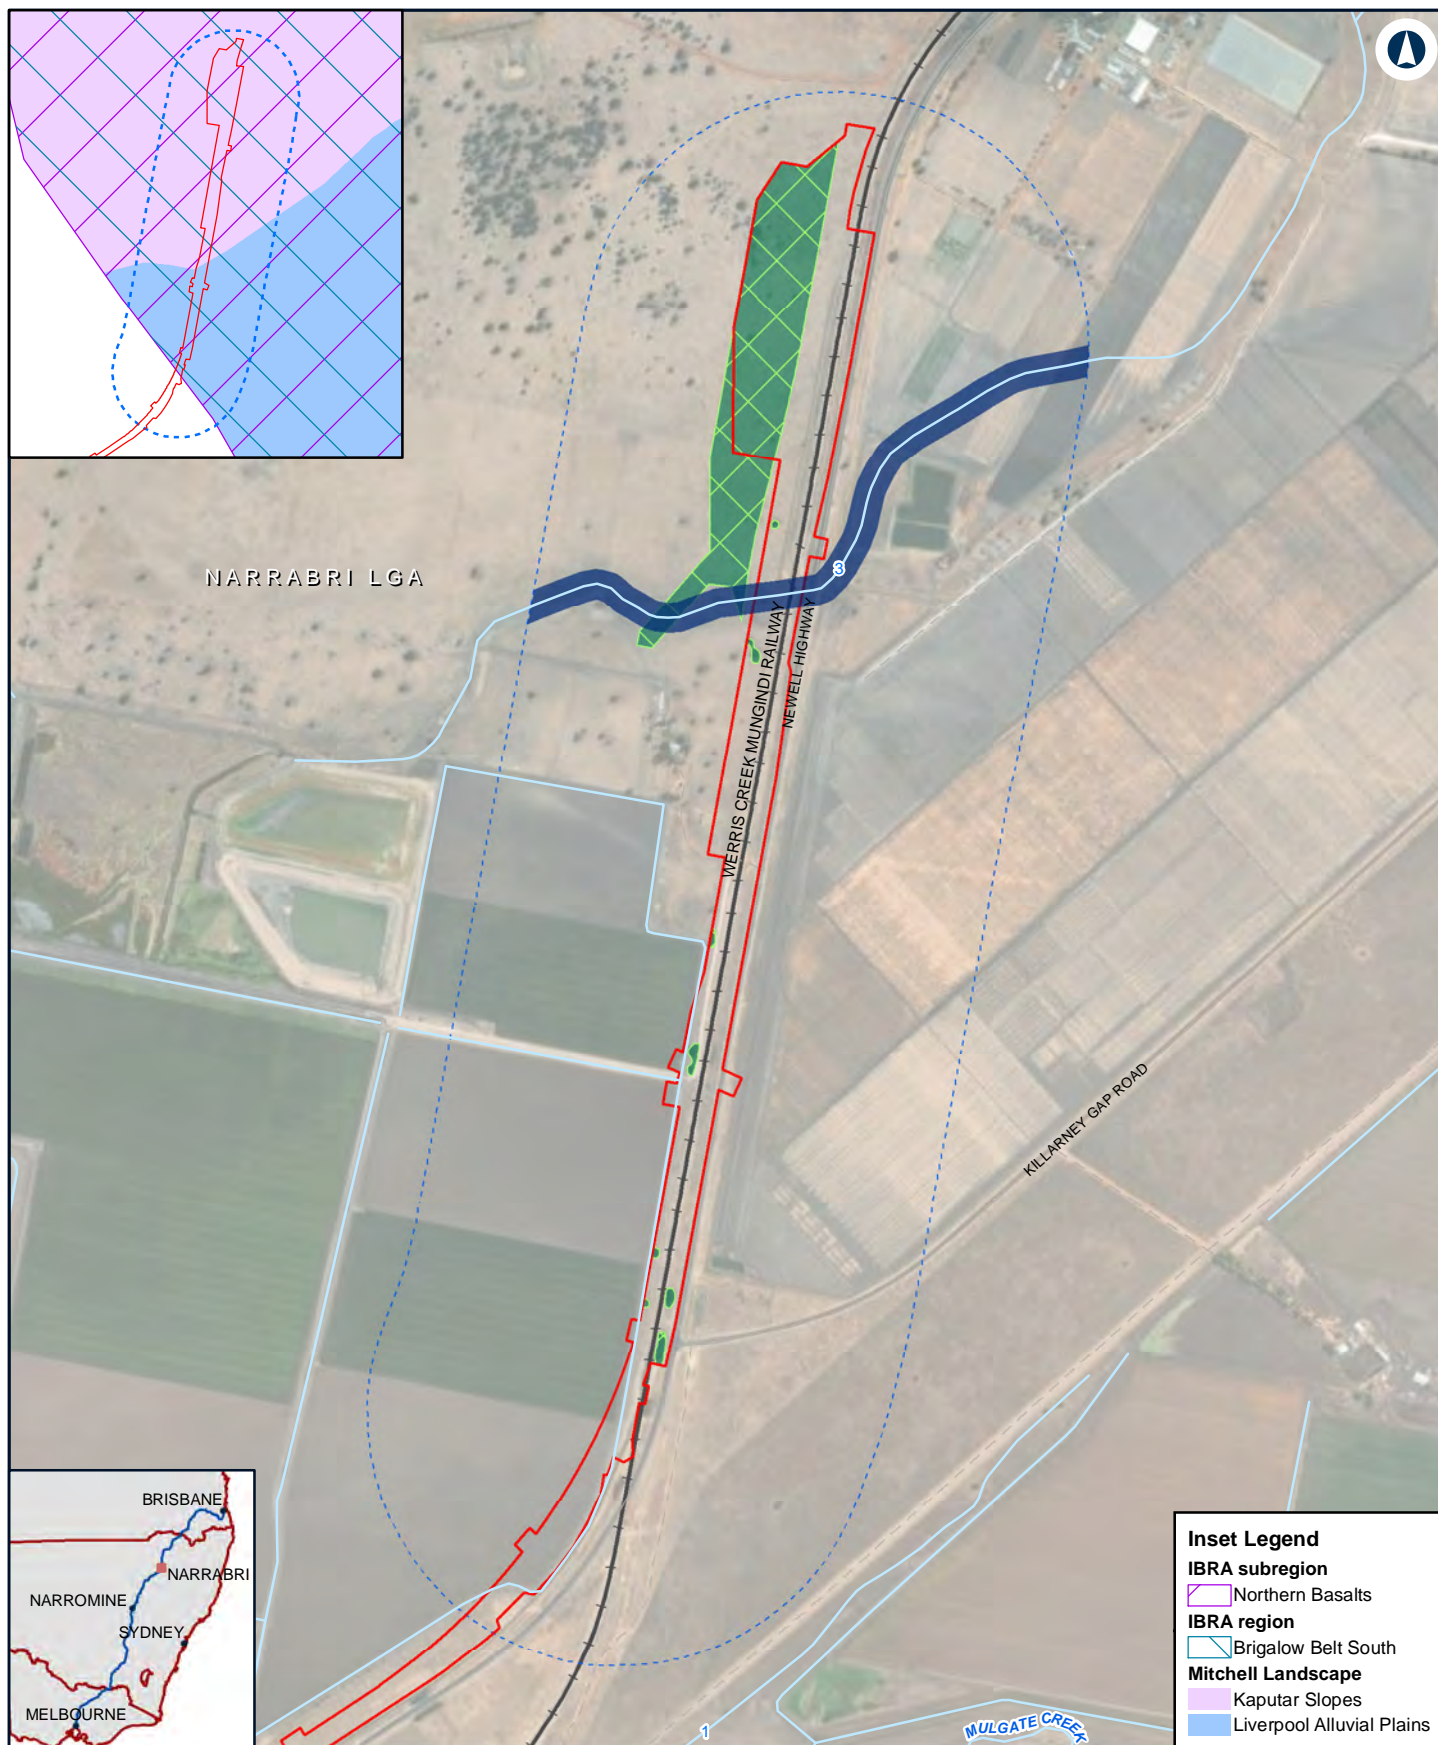 NARRABRI LGA
3
WERRIS CREEK MUNGINDI RAILWAY
NEWELL HIGHWAY
KILLARNEY GAP ROAD
BRISBANE
NARRABRI
NARROMINE
SYDNEY
MELBOURNE
1
MULGATE CREEK
Inset Legend
IBRA subregion
Northern Basalts
IBRA region
Brigalow Belt South
Mitchell Landscape
Kaputar Slopes
Liverpool Alluvial Plains